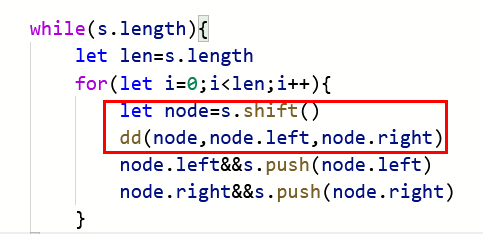 while(s.length){
let len=s.length
for(let i=0;i<len;i++){
let node=s.shift()
dd(node,node.left,node.right)
node.left&&s.push(node.left)
node.right&&s.push(node.right)
}